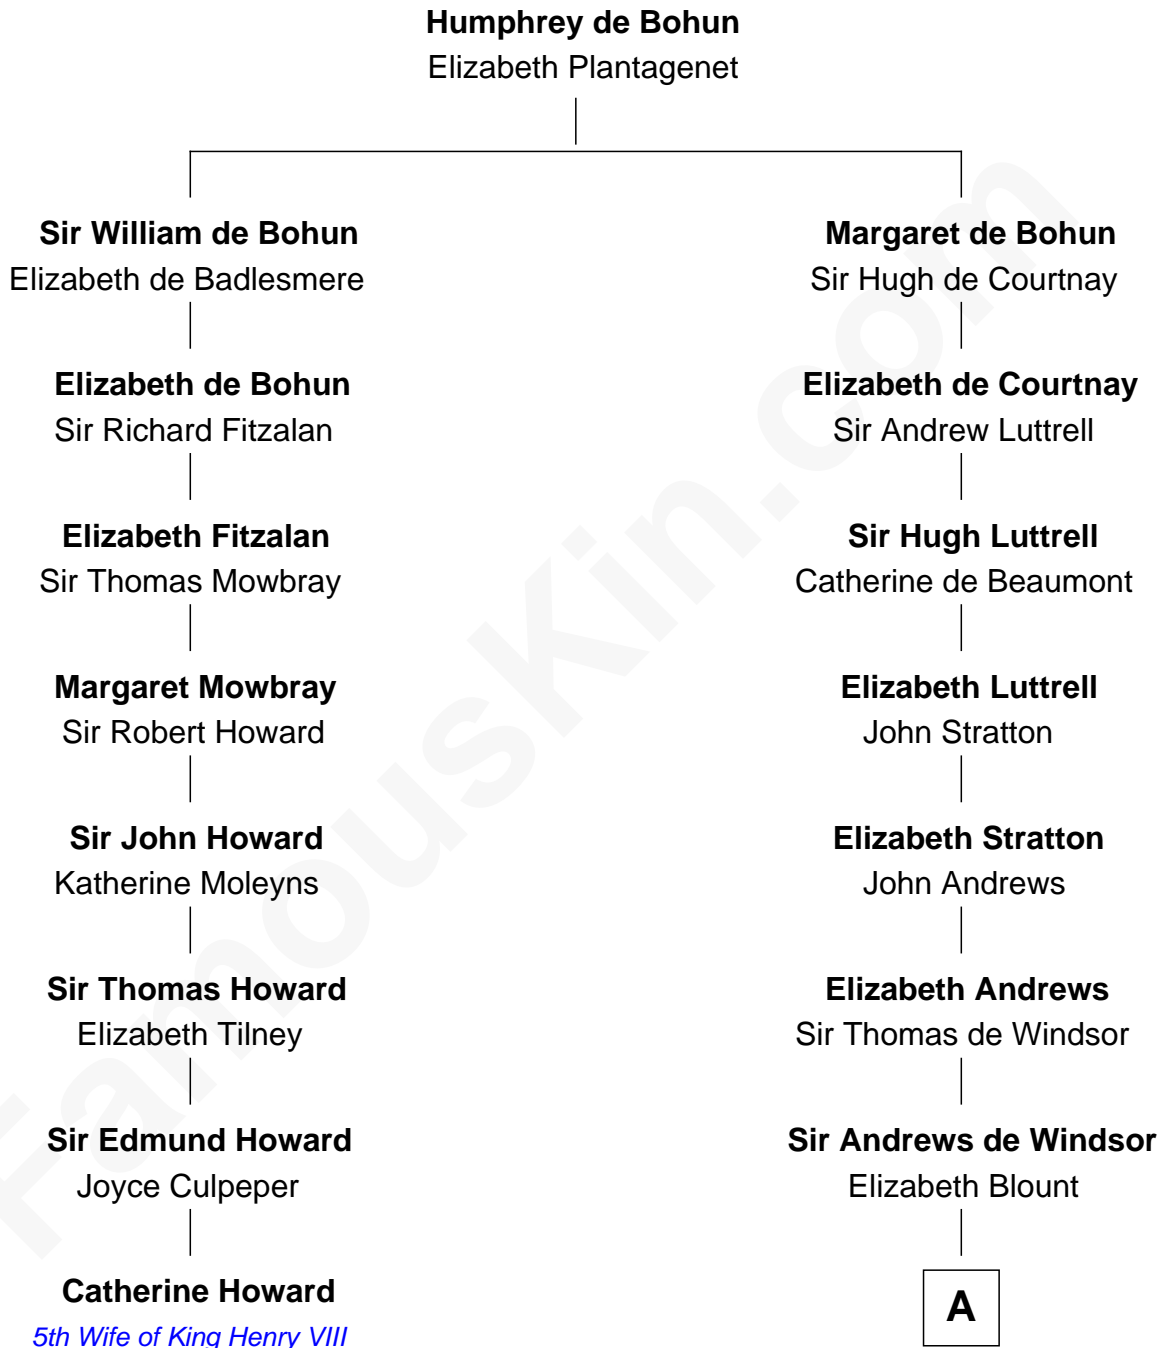 Humphrey de Bohun
Elizabeth Plantagenet
Sir William de Bohun
Elizabeth de Badlesmere
Elizabeth de Bohun
Sir Richard Fitzalan
Elizabeth Fitzalan
Sir Thomas Mowbray
Margaret Mowbray
Sir Robert Howard
Sir John Howard
Katherine Moleyns
Sir Thomas Howard
Elizabeth Tilney
Sir Edmund Howard
Joyce Culpeper
Catherine Howard
5th Wife of King Henry VIII
Margaret de Bohun
Sir Hugh de Courtnay
Elizabeth de Courtnay
Sir Andrew Luttrell
Sir Hugh Luttrell
Catherine de Beaumont
Elizabeth Luttrell
John Stratton
Elizabeth Stratton
John Andrews
Elizabeth Andrews
Sir Thomas de Windsor
Sir Andrews de Windsor
Elizabeth Blount
A
FamousKin.com